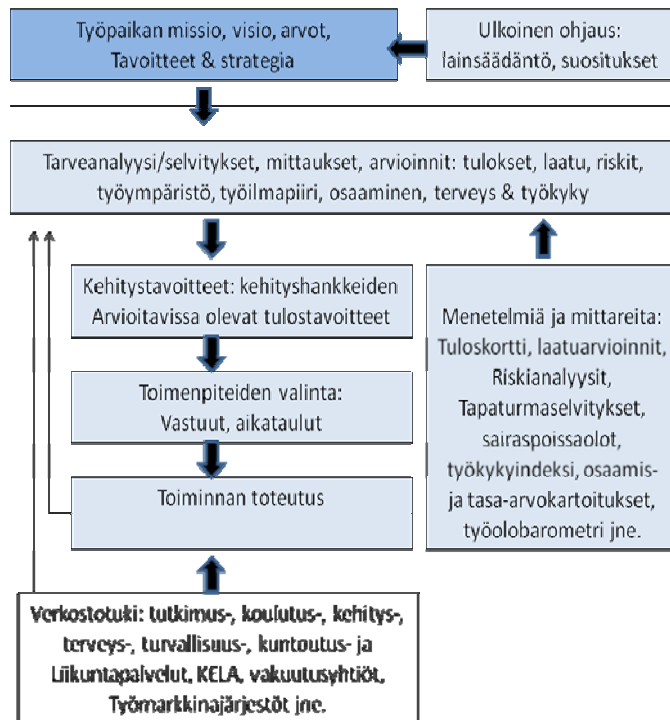 Työpaikan missio, visio, arvot,
Tavoitteet & strategia
Ulkoinen ohjaus:
lainsäädäntö, suositukset
Tarveanalyysi/selvitykset, mittaukset, arvioinnit: tulokset, laatu, riskit,
työympäristö, työilmapiiri, osaaminen, terveys & työkyky
Kehitystavoitteet: kehityshankkeiden
Arvioitavissa olevat tulostavoitteet
Toimenpiteiden valinta:
Vastuut, aikataulut
Toiminnan toteutus
Menetelmiä ja mittareita:
Tuloskortti, laatuarvioinnit,
Riskianalyysit,
Tapaturmaselvitykset,
sairaspoissaolot,
työkykyindeksi, osaamis-
ja tasa-arvokartoitukset,
työolobarometri jne.
Verkostotuki: tutkimus-, koulutus-, kehitys-,
terveys-, turvallisuus-, kuntoutus- ja
Liikuntapalvelut, KELA, vakuutusyhtiöt,
Työmarkkinajärjestöt jne.